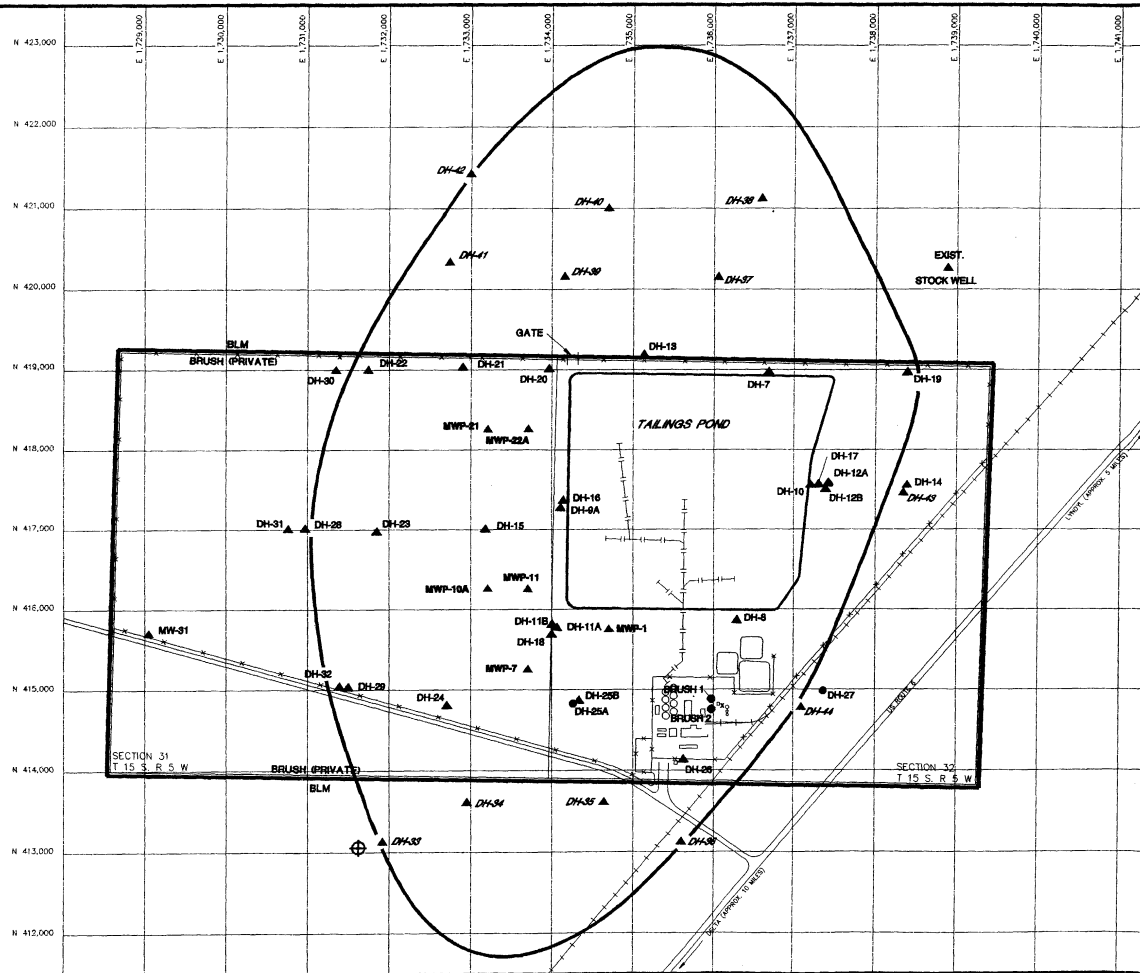 E 1,729,000
E 1,730,000
E 1,731,000
E 1,732,000
E 1,733,000
E 1,734,000
E 1,735,000
E 1,736,000
E 1,737,000
E 1,738,000
E 1,739,000
E 1,740,000
E 1,741,000
N 423,000
N 422,000
DH-42
N 421,000
DH-40
DH-38
DH-41
DH-39
DH-37
EXIST.
STOCK WELL
N 420,000
BLM
BRUSH (PRIVATE)
GATE
DH-13
N 419,000
DH-30
DH-22
DH-21
DH-20
DH-7
DH-19
TAILINGS POND
MWP-21
MWP-22A
N 418,000
DH-17
DH-12A
DH-10
DH-12B
DH-14
DH-43
DH-16
DH-9A
N 417,000
DH-31
DH-28
DH-23
DH-15
MWP-10A
MWP-11
LYNDYL (APPROX. 5 MILES)
N 416,000
MW-31
DH-11B
DH-11A
MWP-1
DH-8
DH-18
MWP-7
N 415,000
DH-32
DH-29
DH-24
DH-25B
DH-25A
BRUSH 1
BRUSH 2
DH-27
DH-44
US ROUTE 6
SECTION 31
T 15 S. R 5 W
BRUSH (PRIVATE)
BLM
DH-26
SECTION 32
T 15 S. R 5 W
N 414,000
DH-34
DH-35
DH-33
DH-36
N 413,000
DELTA (APPROX. 10 MILES)
N 412,000